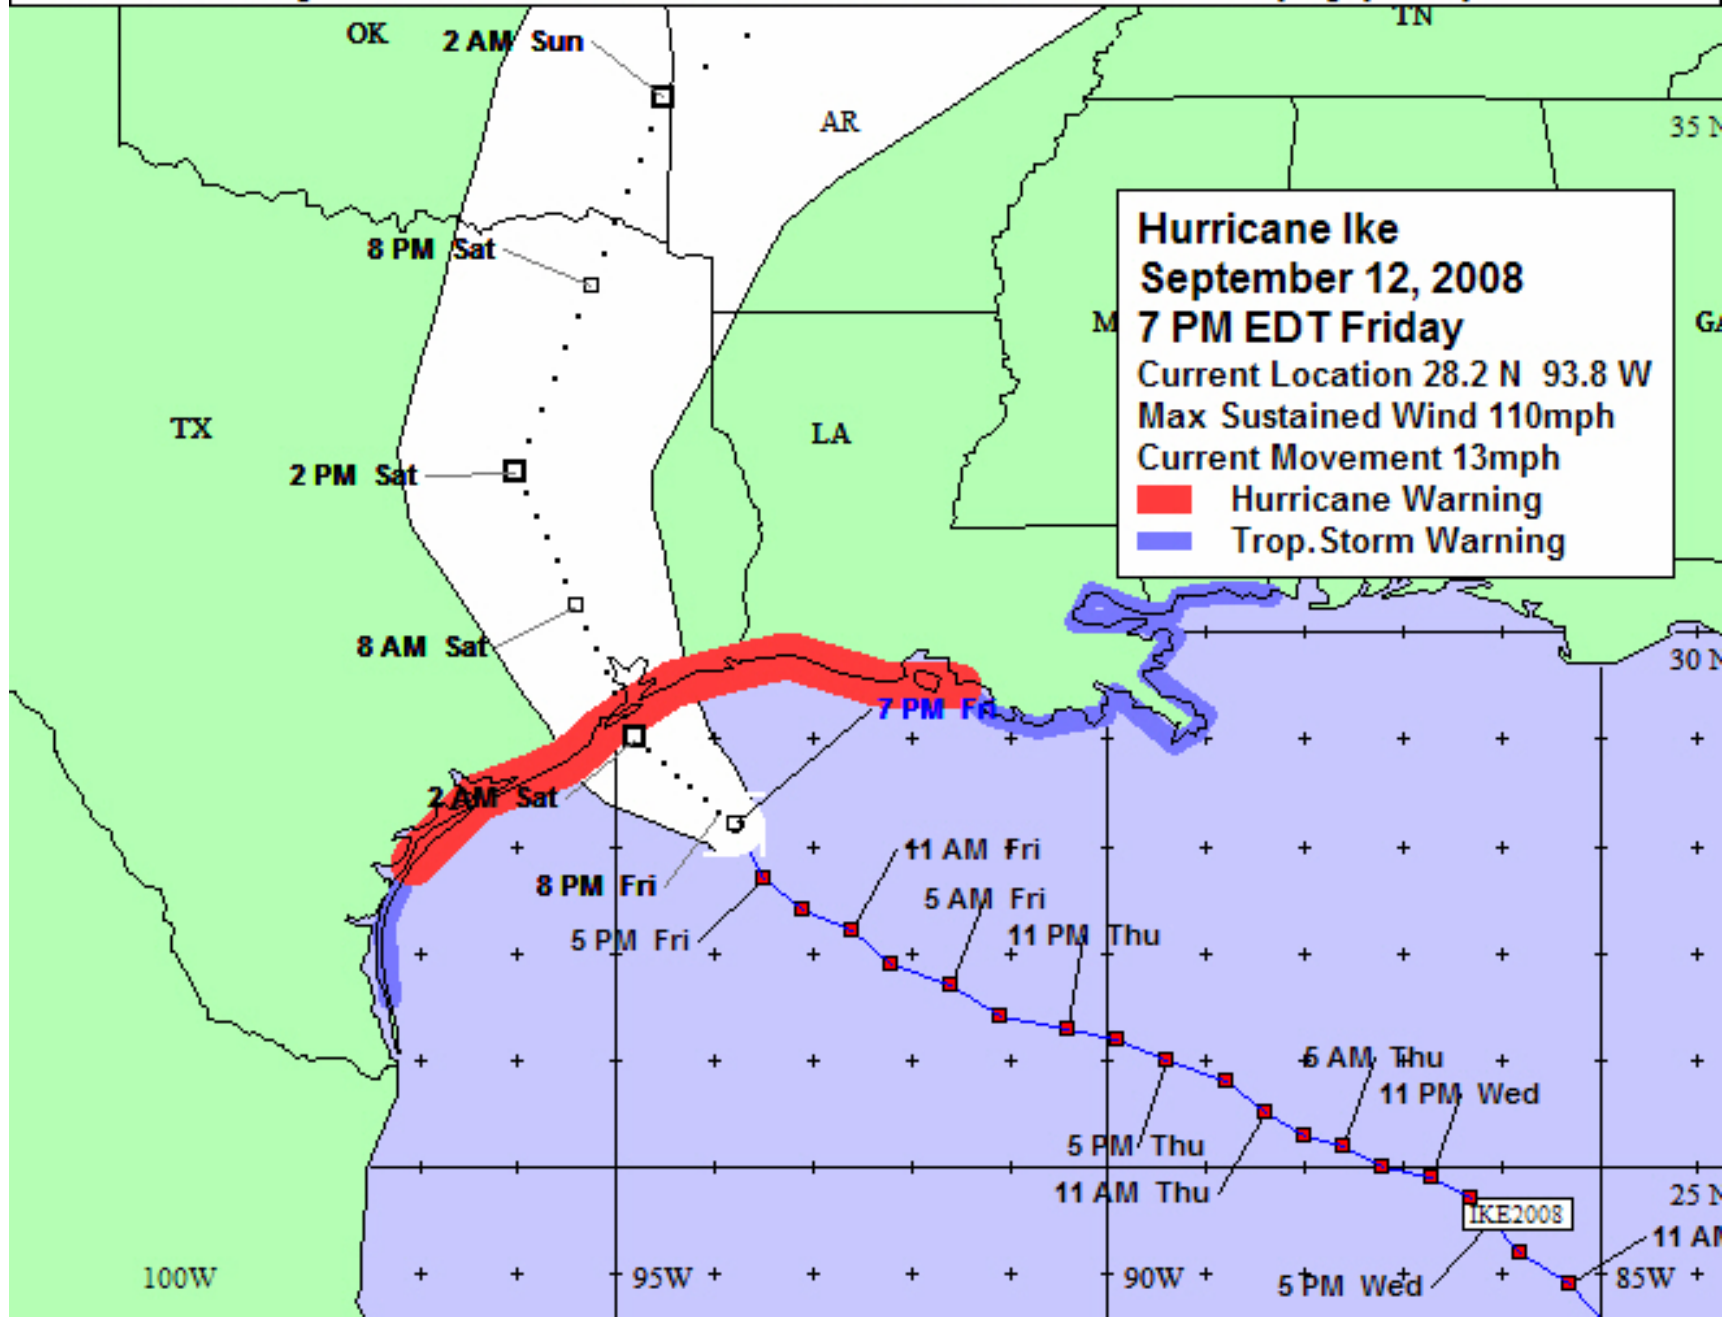 TN
OK
2 AM Sun
AR
35 N
Hurricane Ike
September 12, 2008
7 PM EDT Friday
Current Location 28.2 N 93.8 W
Max Sustained Wind 110mph
Current Movement 13mph
Hurricane Warning
Trop.Storm Warning
8 PM Sat
M
GA
TX
LA
2 PM Sat
8 AM Sat
30 N
7 PM Fri
2 AM Sat
11 AM Fri
8 PM Fri
5 AM Fri
5 PM Fri
11 PM Thu
5 AM Thu
11 PM Wed
5 PM Thu
11 AM Thu
25 N
IKE2008
11 AM
100W
95W
90W
5 PM Wed
85W